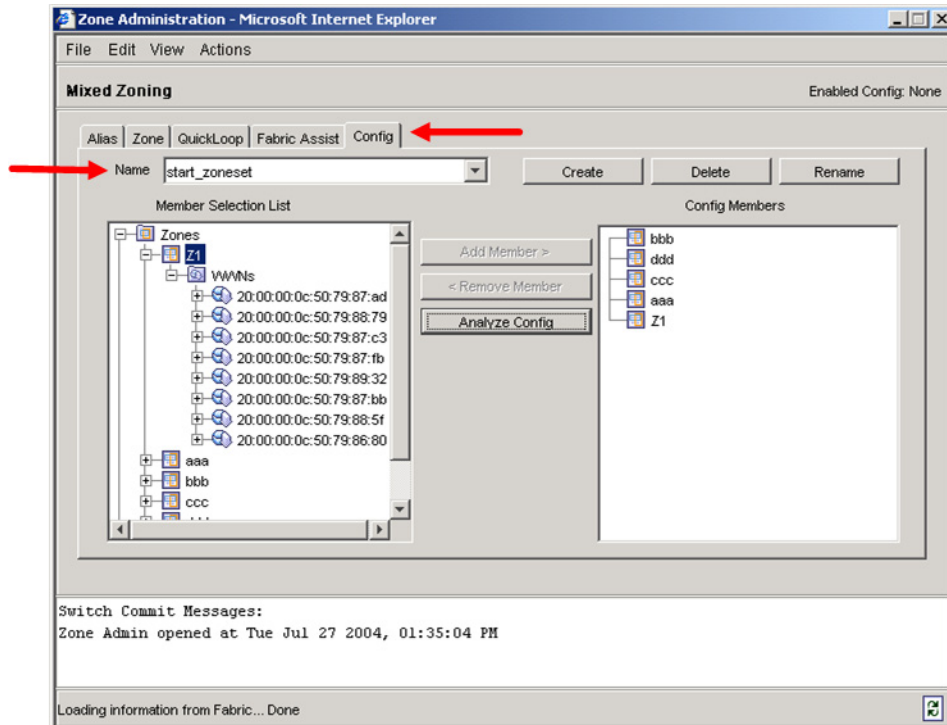 Zone Administration - Microsoft Internet Explorer
File Edit View Actions
Mixed Zoning
Enabled Config: None
Alias Zone QuickLoop Fabric Assist Config
Name start_zoneset
Create Delete Rename
Member Selection List
Zones
Z1
WWNs
20:00:00:0c:50:79:87:ad
20:00:00:0c:50:79:88:79
20:00:00:0c:50:79:87:c3
20:00:00:0c:50:79:87:fb
20:00:00:0c:50:79:89:32
20:00:00:0c:50:79:87:bb
20:00:00:0c:50:79:88:5f
20:00:00:0c:50:79:86:80
aaa
bbb
ccc
Add Member >
< Remove Member
Analyze Config
Config Members
bbb
ddd
ccc
aaa
Z1
Switch Commit Messages:
Zone Admin opened at Tue Jul 27 2004, 01:35:04 PM
Loading information from Fabric... Done